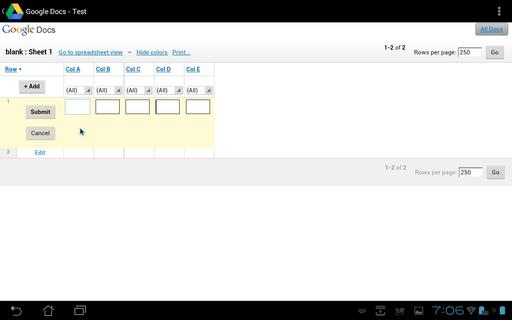 Google Docs - Test
Google Docs
All Docs
blank : Sheet 1 Go to spreadsheet view – Hide colors Print...
1-2 of 2 Rows per page: 250 Go
Row Col A Col B Col C Col D Col E
+ Add (All) (All) (All) (All) (All)
1
Submit
Cancel
2 Edit
1-2 of 2 Rows per page: 250 Go
7:06